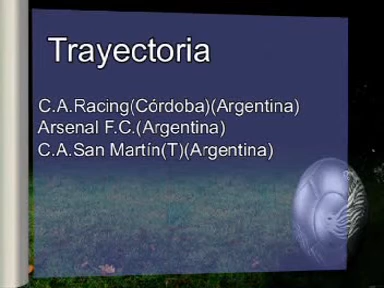 Trayectoria
C.A.Racing(Córdoba)(Argentina)
Arsenal F.C.(Argentina)
C.A.San Martín(T)(Argentina)